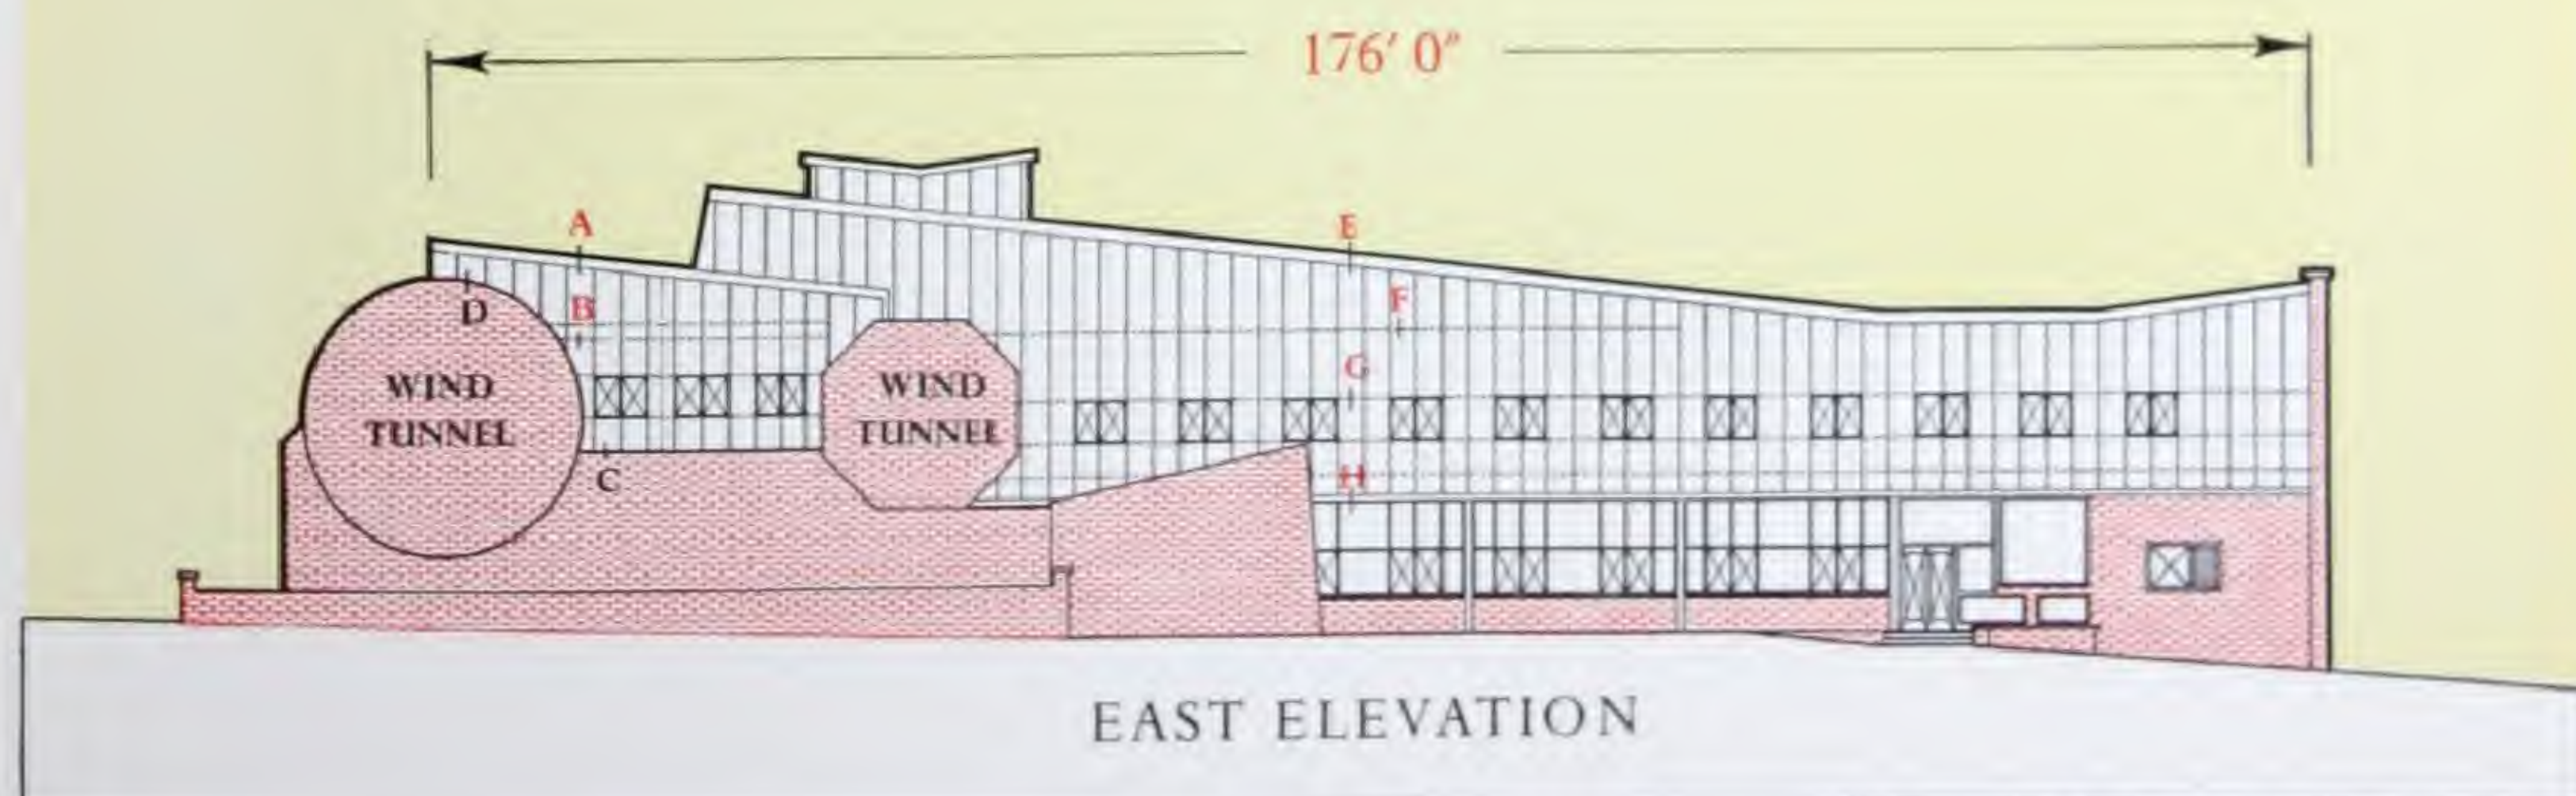 176' 0"
A
E
D
B
F
WIND
TUNNEL
WIND
TUNNEL
G
C
H
EAST ELEVATION